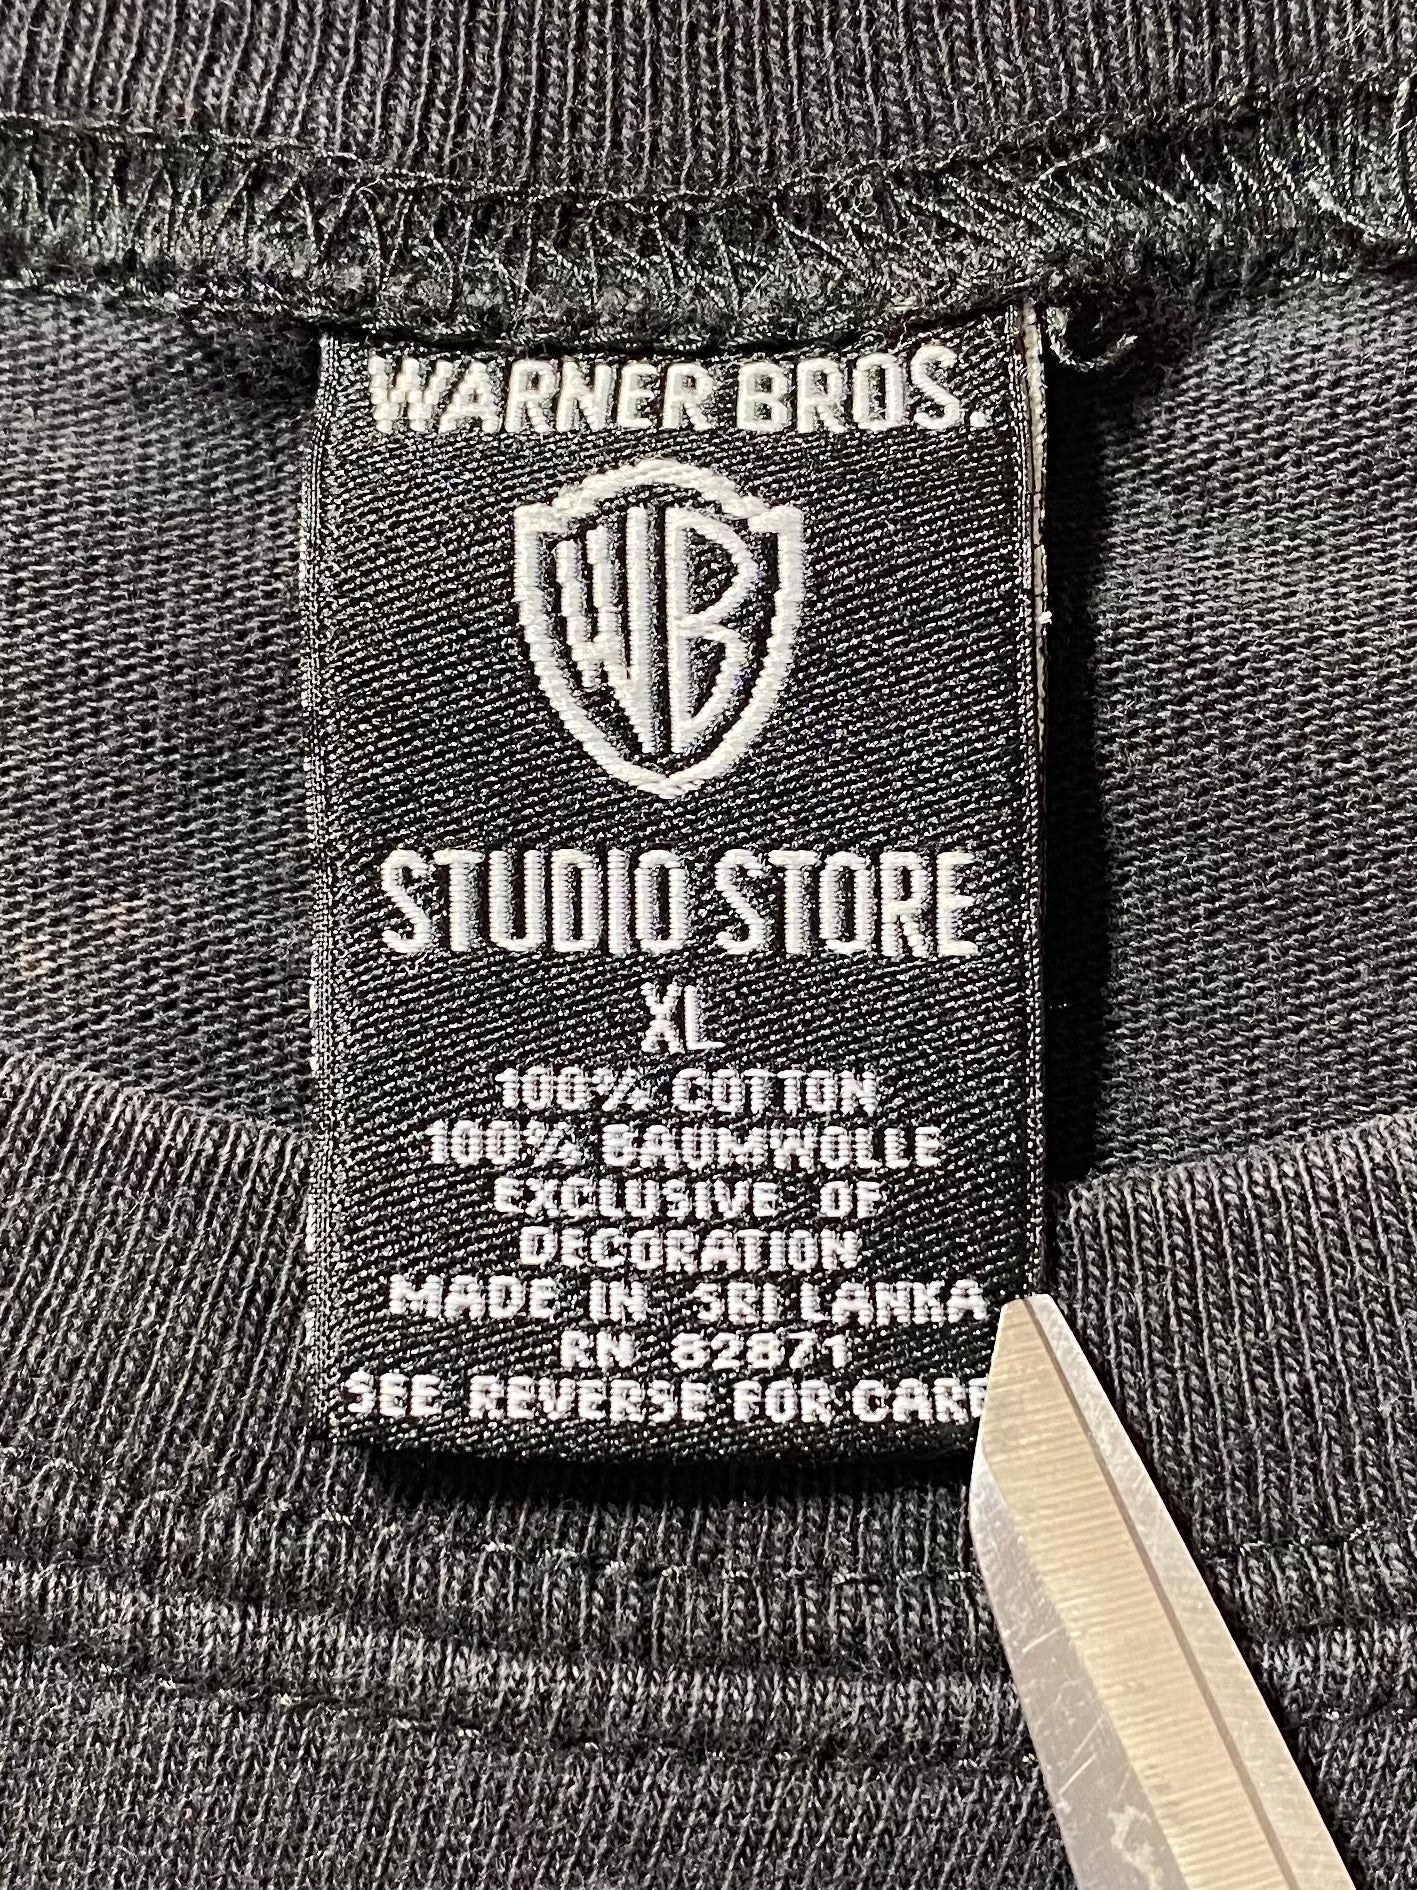 WARNER BROS.
WB
STUDIO STORE
XL
100% COTTON
100% BAUMWOLLE
EXCLUSIVE OF
DECORATION
MADE IN SRI LANKA
RN 82871
SEE REVERSE FOR CARE